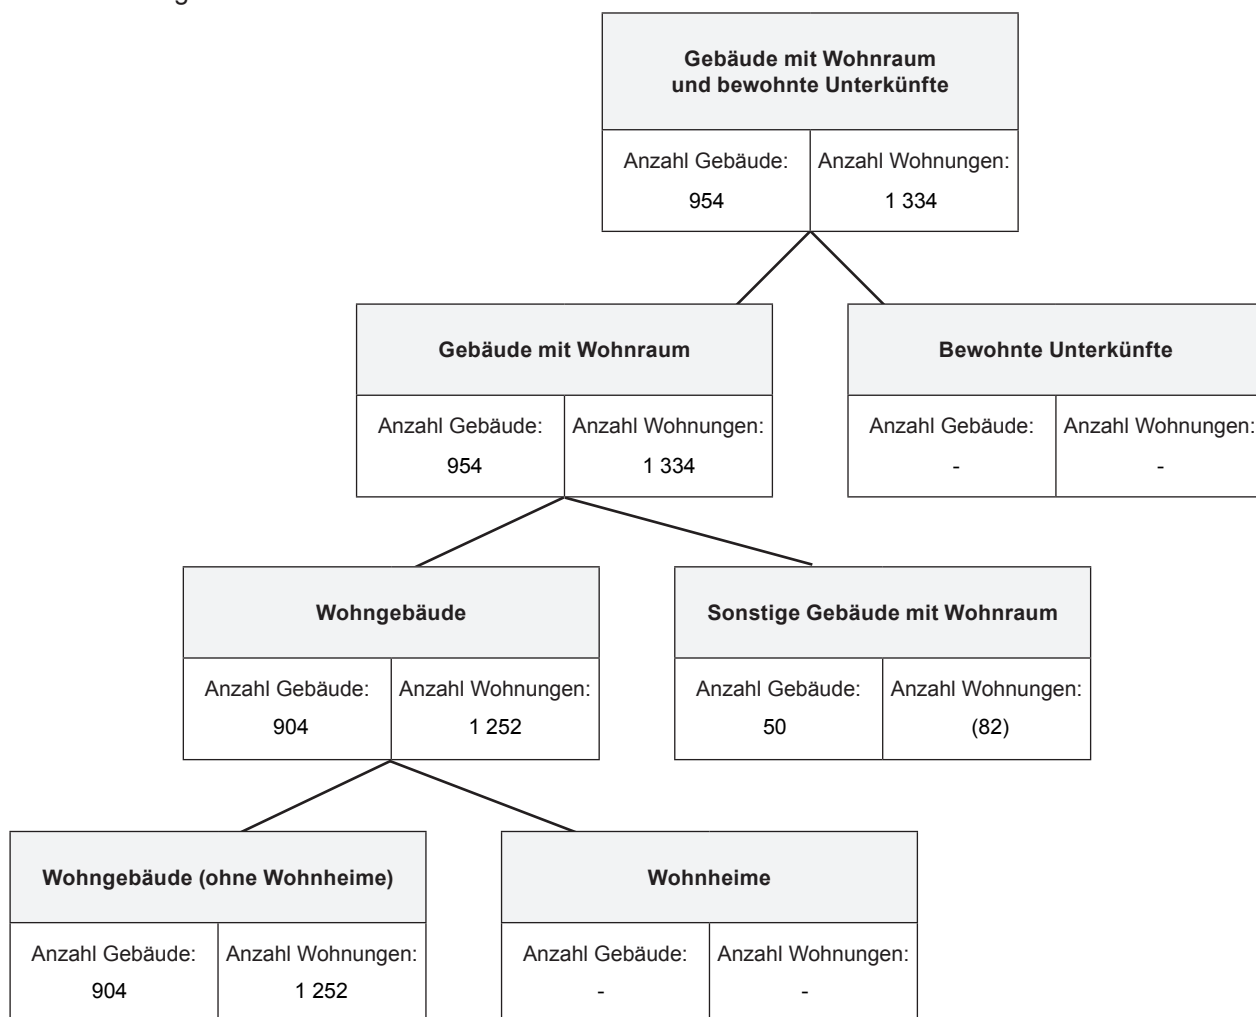 Gebäude mit Wohnraum
und bewohnte Unterkünfte
Anzahl Gebäude: Anzahl Wohnungen:
954 1 334
Gebäude mit Wohnraum Bewohnte Unterkünfte
Anzahl Gebäude: Anzahl Wohnungen: Anzahl Gebäude: Anzahl Wohnungen:
954 1 334 - -
Wohngebäude Sonstige Gebäude mit Wohnraum
Anzahl Gebäude: Anzahl Wohnungen: Anzahl Gebäude: Anzahl Wohnungen:
904 1 252 50 (82)
Wohngebäude (ohne Wohnheime) Wohnheime
Anzahl Gebäude: Anzahl Wohnungen: Anzahl Gebäude: Anzahl Wohnungen:
904 1 252 - -